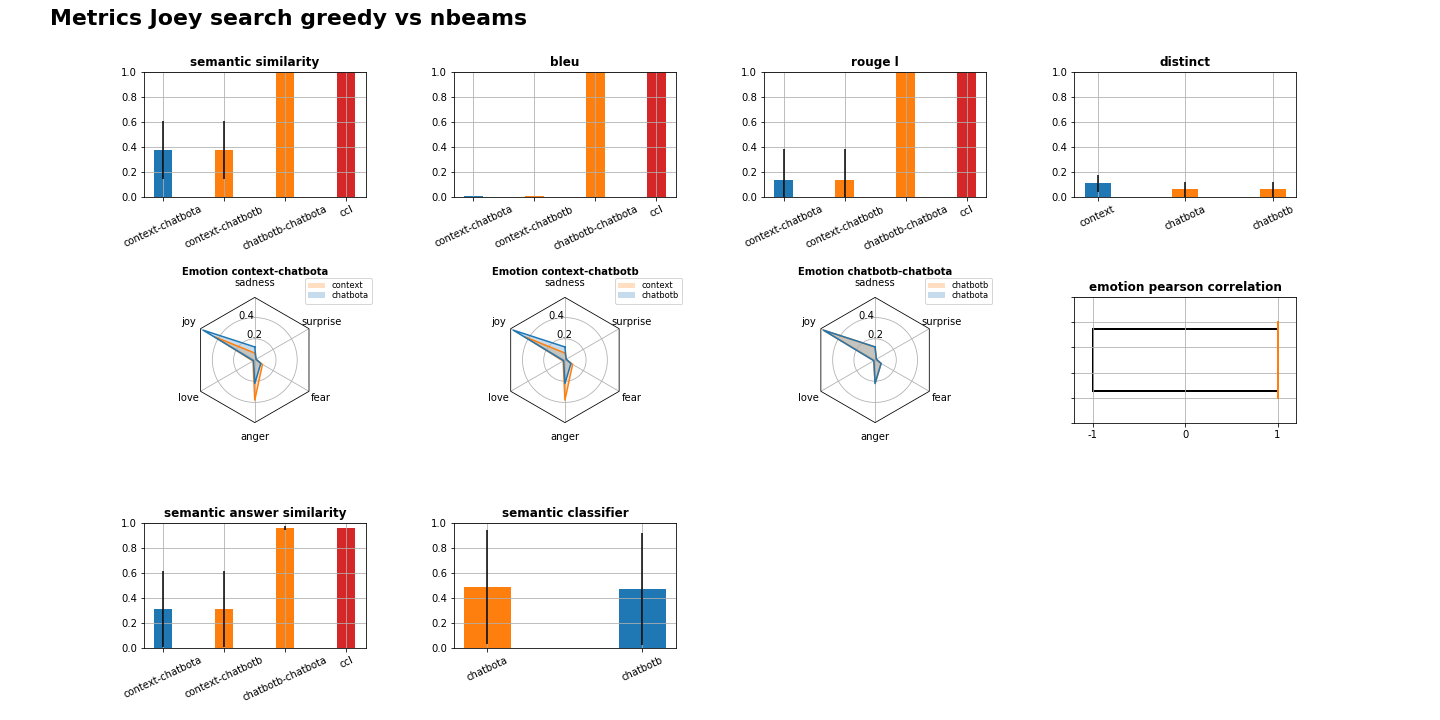 Metrics Joey search greedy vs nbeams
semantic similarity
1.0
0.8
0.6
0.4
0.2
0.0
context-chatbota
context-chatbotb
chatbotb-chatbota
ccl
bleu
1.0
0.8
0.6
0.4
0.2
0.0
context-chatbota
context-chatbotb
chatbotb-chatbota
ccl
rouge l
1.0
0.8
0.6
0.4
0.2
0.0
context-chatbota
context-chatbotb
chatbotb-chatbota
ccl
distinct
1.0
0.8
0.6
0.4
0.2
0.0
context
chatbota
chatbotb
Emotion context-chatbota
sadness
context
chatbota
joy
0.4
surprise
0.2
love
fear
anger
Emotion context-chatbotb
sadness
context
chatbotb
joy
0.4
surprise
0.2
love
fear
anger
Emotion chatbotb-chatbota
sadness
chatbotb
chatbota
joy
0.4
surprise
0.2
love
fear
anger
emotion pearson correlation
-1
0
1
semantic answer similarity
1.0
0.8
0.6
0.4
0.2
0.0
context-chatbota
context-chatbotb
chatbotb-chatbota
ccl
semantic classifier
1.0
0.8
0.6
0.4
0.2
0.0
chatbota
chatbotb